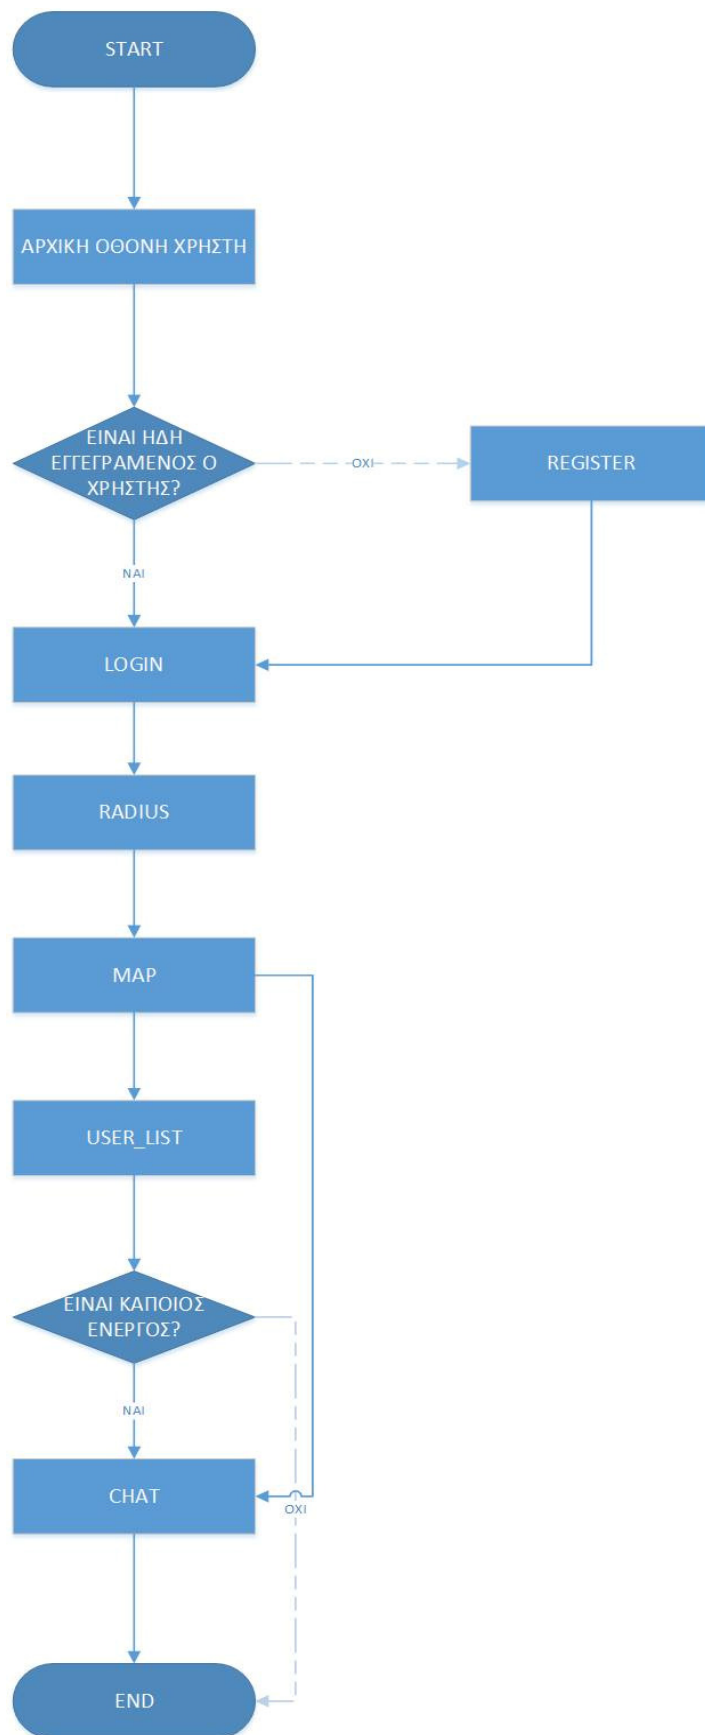 START
ΑΡΧΙΚΗ ΟΘΟΝΗ ΧΡΗΣΤΗ
ΕΙΝΑΙ ΗΔΗ
ΕΓΓΕΓΡΑΜΕΝΟΣ Ο
ΧΡΗΣΤΗΣ?
ΟΧΙ
REGISTER
ΝΑΙ
LOGIN
RADIUS
MAP
USER_LIST
ΕΙΝΑΙ ΚΑΠΟΙΟΣ
ΕΝΕΡΓΟΣ?
ΝΑΙ
CHAT
ΟΧΙ
END